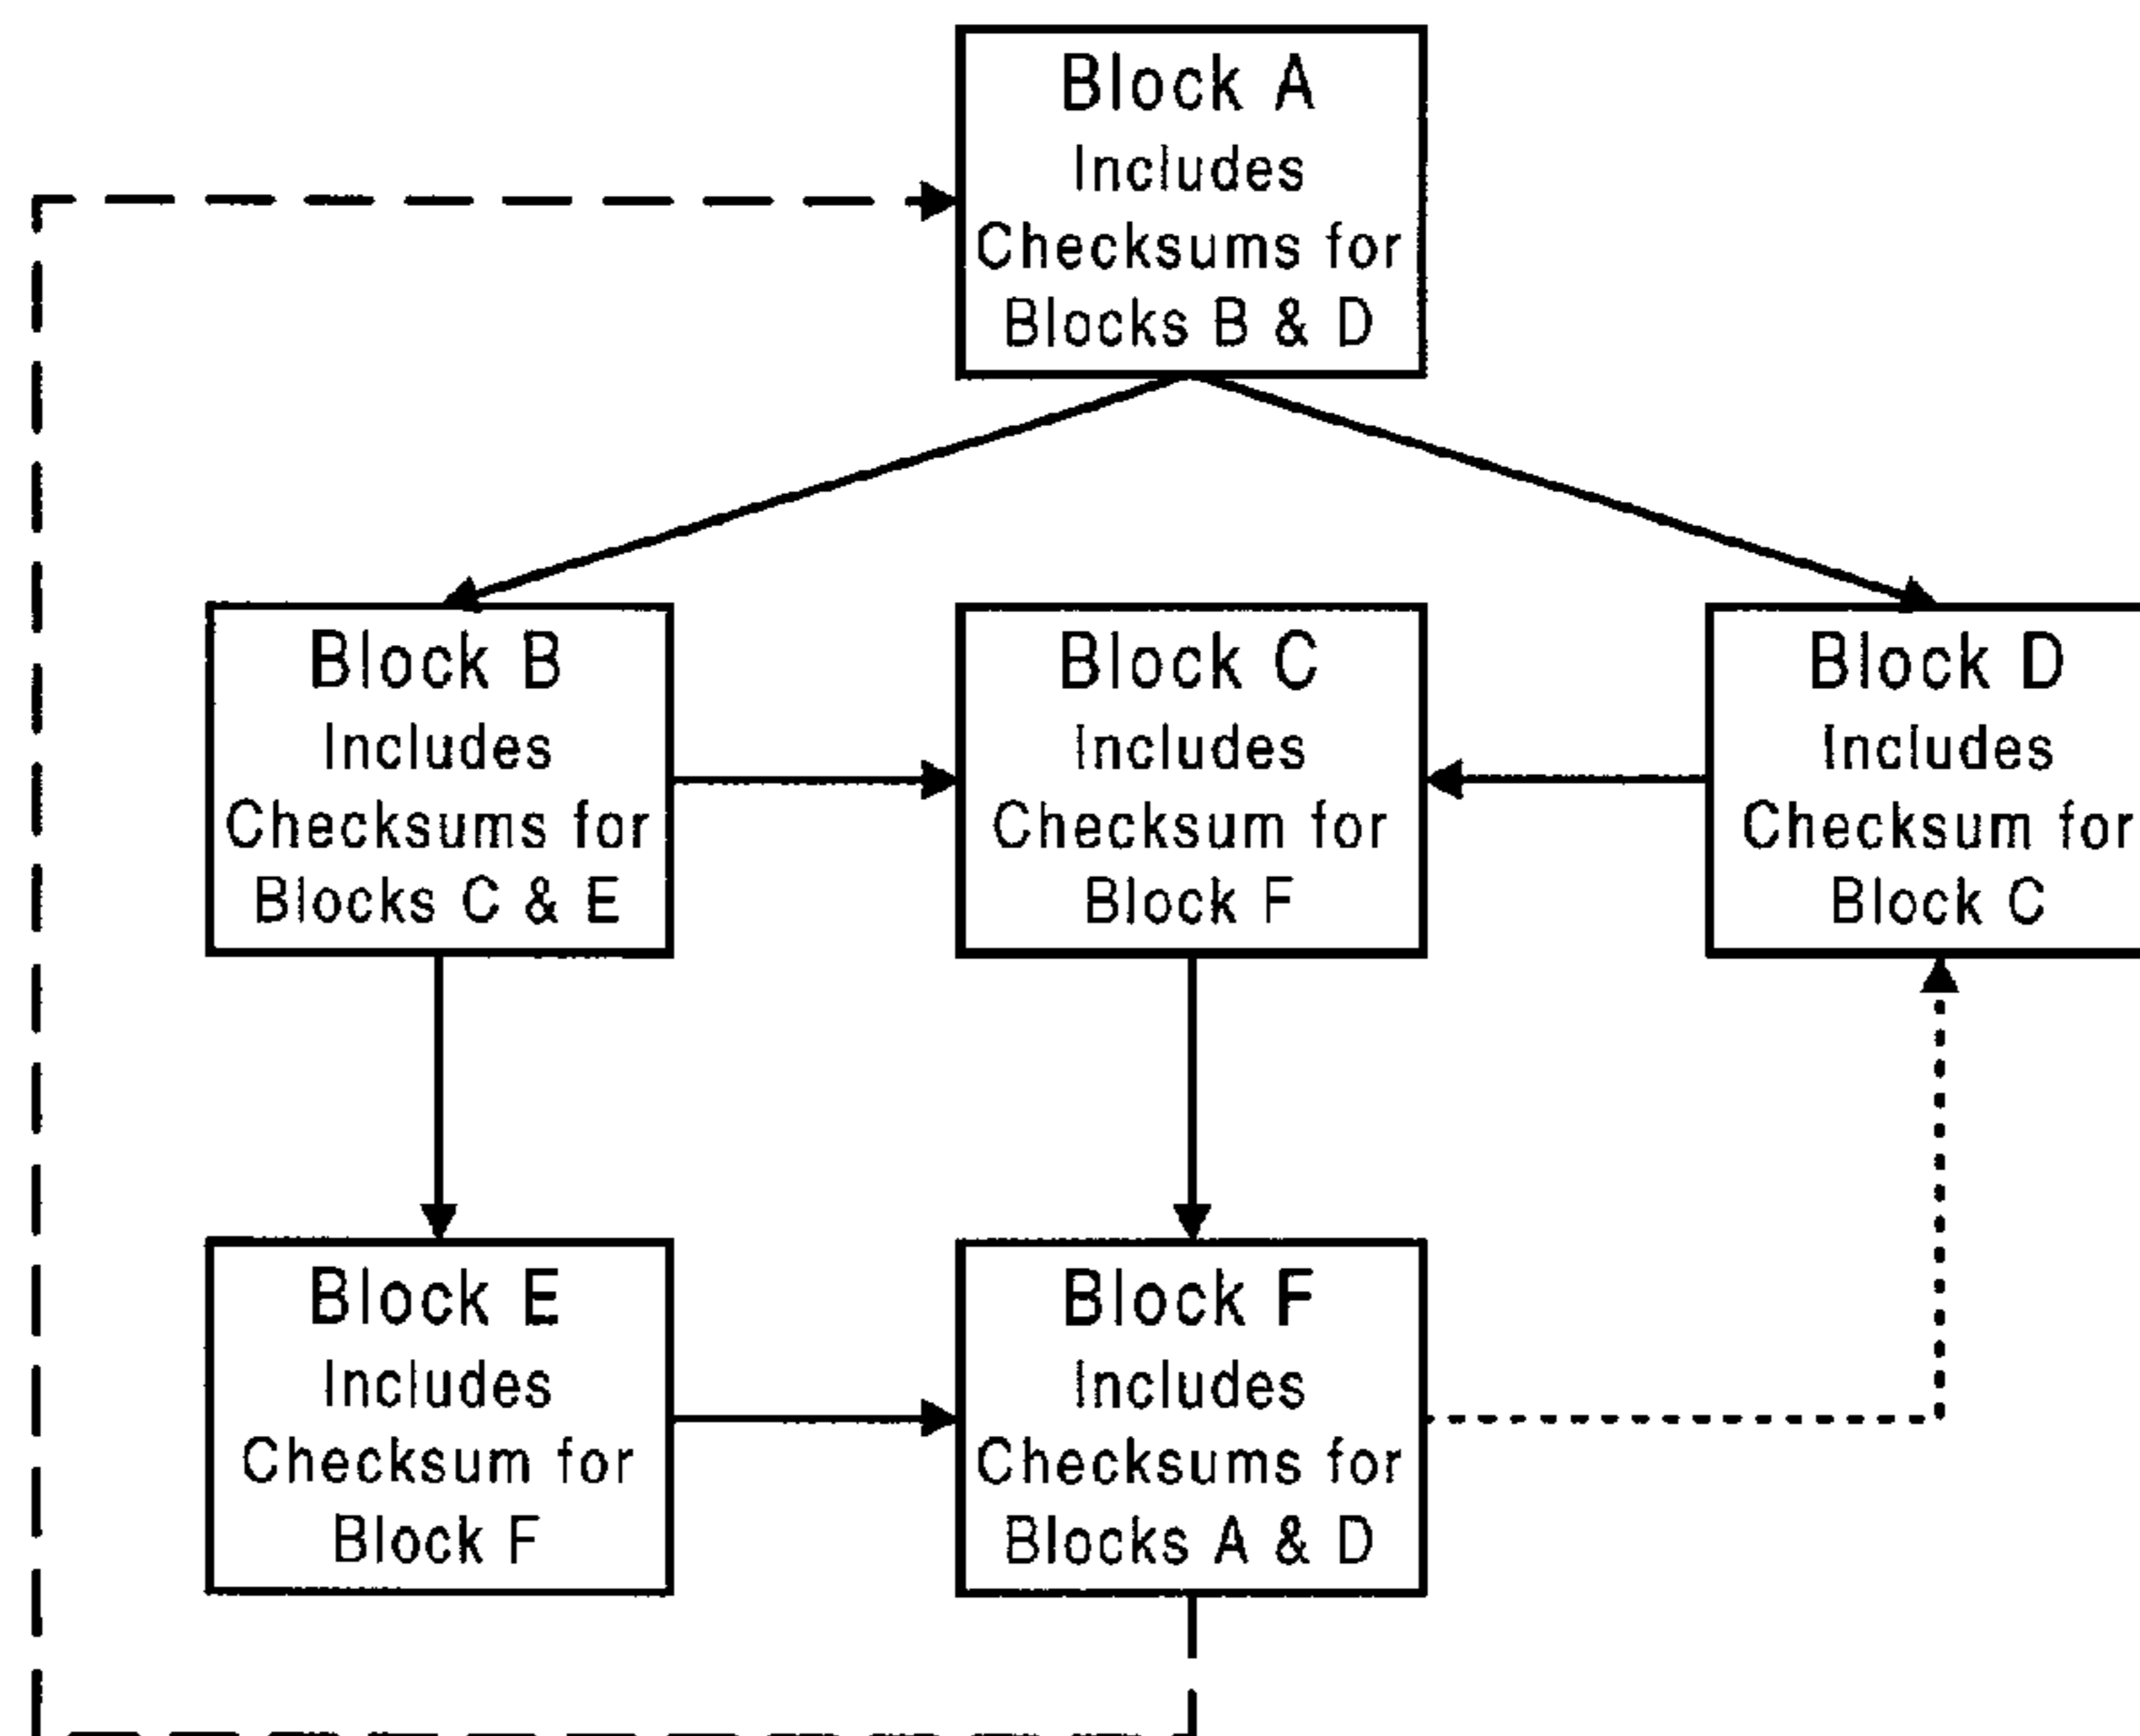 Block A
Includes
Checksums for
Blocks B & D
Block B
Includes
Checksums for
Blocks C & E
Block C
Includes
Checksum for
Block F
Block D
Includes
Checksum for
Block C
Block E
Includes
Checksum for
Block F
Block F
Includes
Checksums for
Blocks A & D